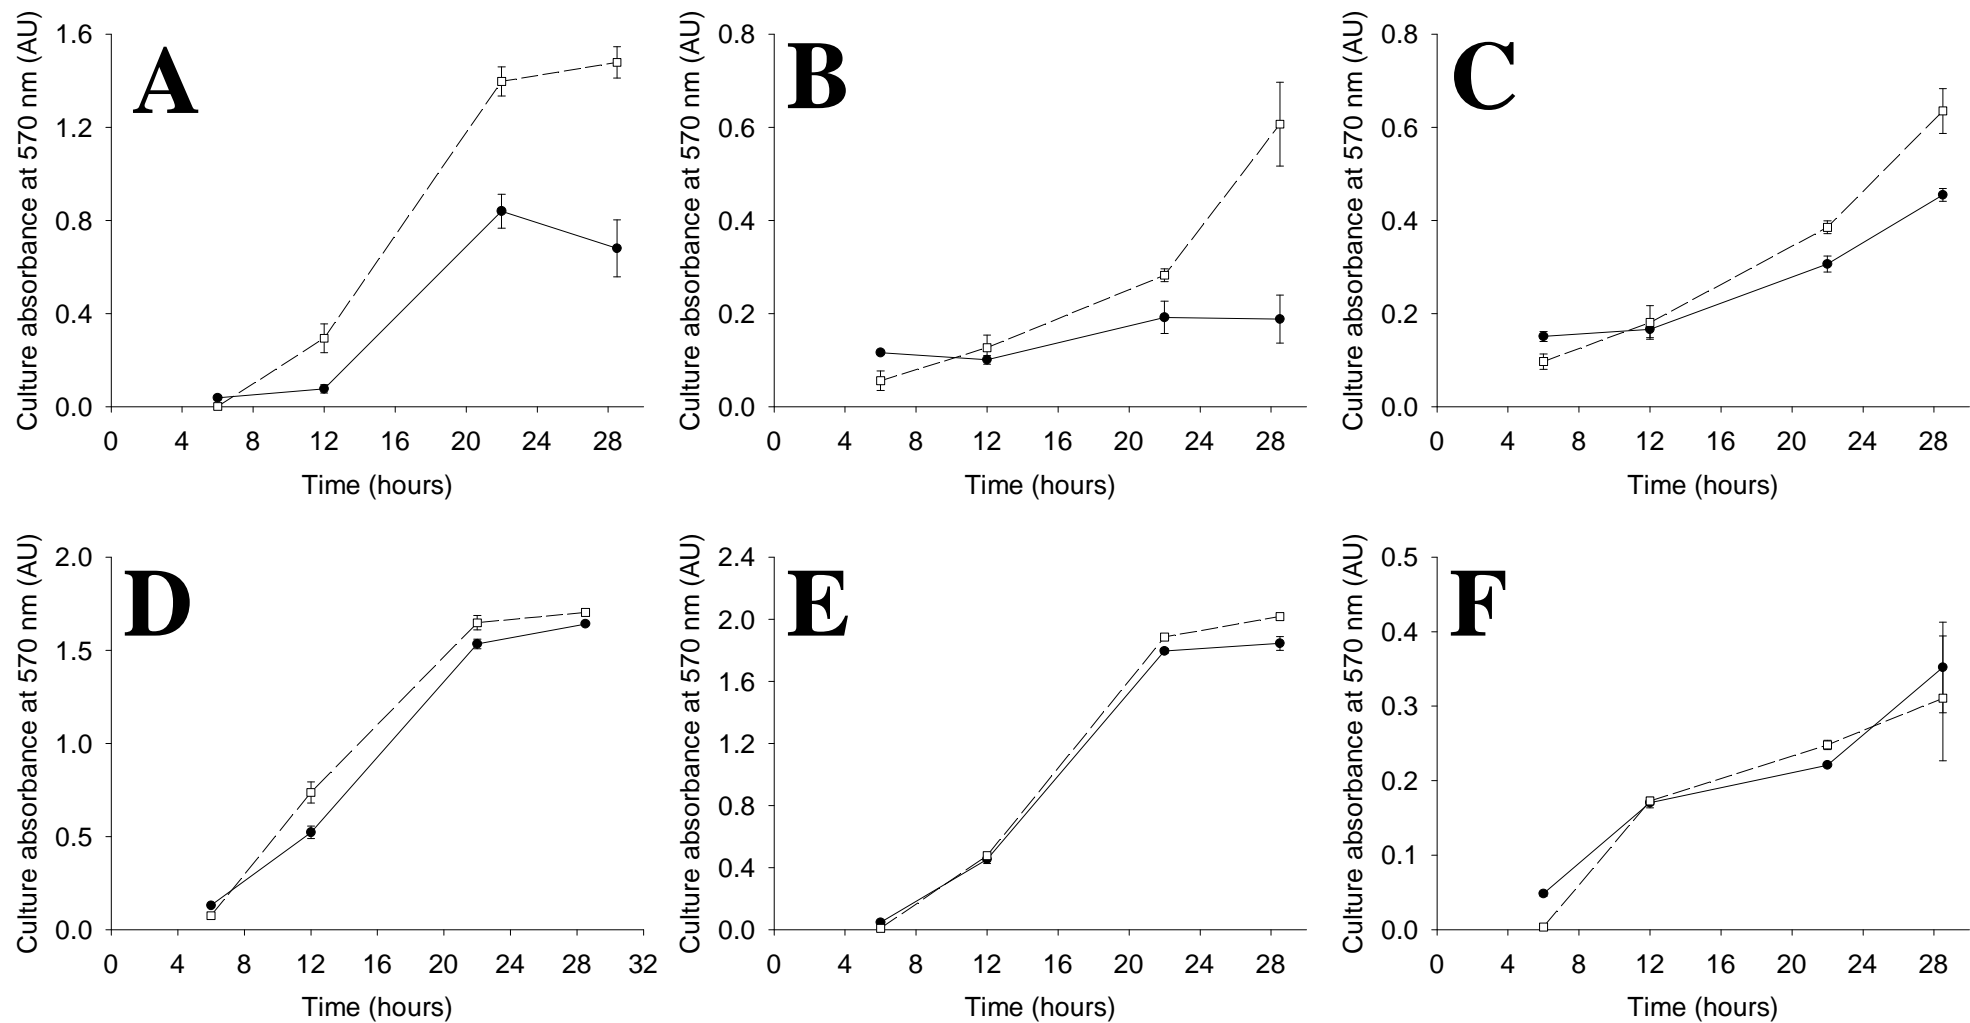 A
Culture absorbance at 570 nm (AU)
1.6
1.2
0.8
0.4
0.0
0 4 8 12 16 20 24 28
Time (hours)
B
Culture absorbance at 570 nm (AU)
0.8
0.6
0.4
0.2
0.0
0 4 8 12 16 20 24 28
Time (hours)
C
Culture absorbance at 570 nm (AU)
0.8
0.6
0.4
0.2
0.0
0 4 8 12 16 20 24 28
Time (hours)
D
Culture absorbance at 570 nm (AU)
2.0
1.5
1.0
0.5
0.0
0 4 8 12 16 20 24 28 32
Time (hours)
E
Culture absorbance at 570 nm (AU)
2.4
2.0
1.6
1.2
0.8
0.4
0.0
0 4 8 12 16 20 24 28
Time (hours)
F
Culture absorbance at 570 nm (AU)
0.5
0.4
0.3
0.2
0.1
0.0
0 4 8 12 16 20 24 28
Time (hours)